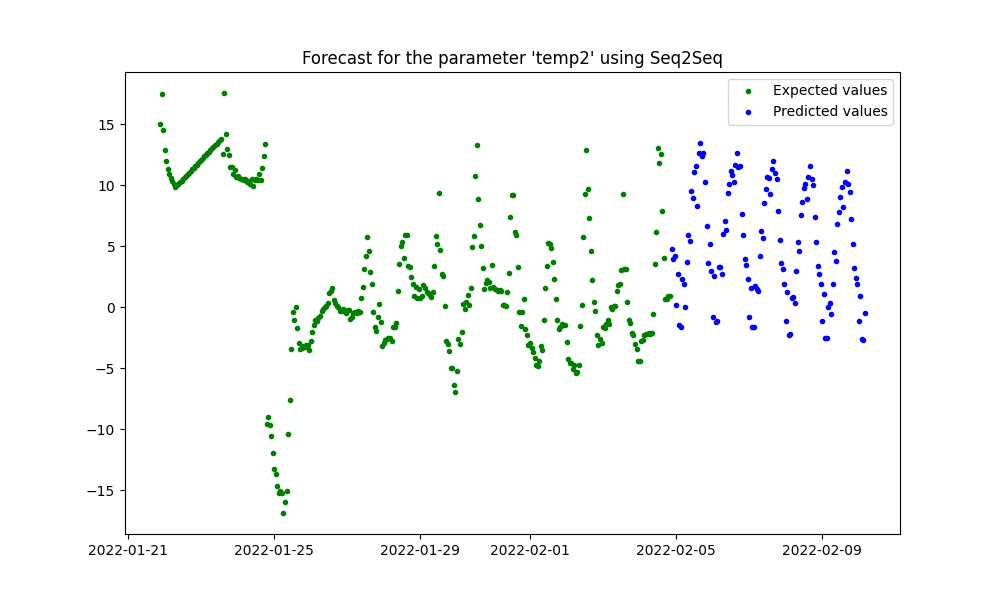 Forecast for the parameter 'temp2' using Seq2Seq
Expected values
Predicted values
15
10
5
0
−5
−10
−15
2022-01-21 2022-01-25 2022-01-29 2022-02-01 2022-02-05 2022-02-09